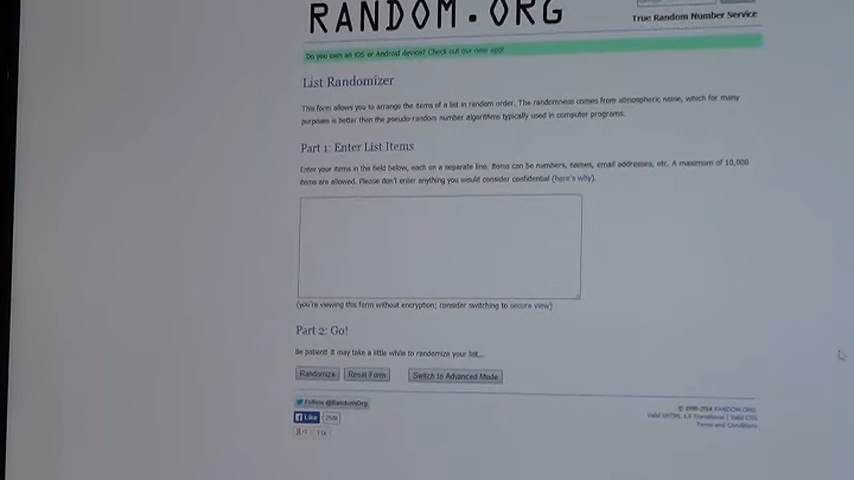 RANDOM.ORG
True Random Number Service
Do you own an iOS or Android device? Check out our new app!
List Randomizer
This form allows you to arrange the items of a list in random order. The randomness comes from atmospheric noise, which for many
purposes is better than the pseudo-random number algorithms typically used in computer programs.
Part 1: Enter List Items
Enter your items in the field below, each on a separate line. Items can be numbers, names, email addresses, etc. A maximum of 10,000
items are allowed. Please don't enter anything you would consider confidential (here's why).
(you're viewing this form without encryption; consider switching to secure view)
Part 2: Go!
Be patient! It may take a little while to randomize your list...
Randomize Reset Form Switch to Advanced Mode
Follow @RandomOrg
Like
© 1998-2014 RANDOM.ORG
Valid XHTML 1.0 Transitional | Valid CSS
Terms and Conditions